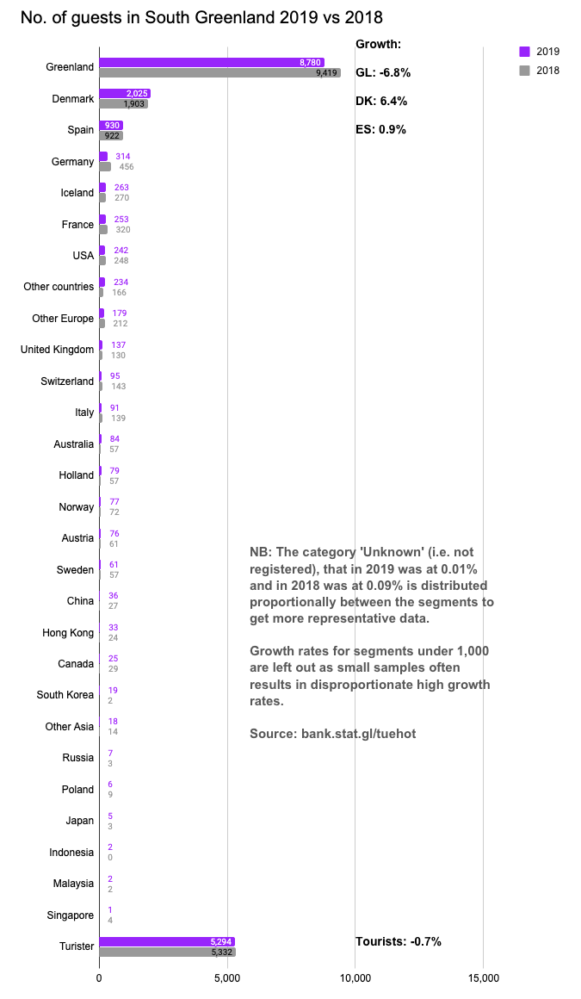 No. of guests in South Greenland 2019 vs 2018
Growth:
2019
2018
Greenland
8,780
9,419
GL: -6.8%
Denmark
2,025
1,903
DK: 6.4%
Spain
930
922
ES: 0.9%
Germany
314
456
Iceland
263
270
France
253
320
USA
242
248
Other countries
234
166
Other Europe
179
212
United Kingdom
137
130
Switzerland
95
143
Italy
91
139
Australia
84
57
Holland
79
57
Norway
77
72
Austria
76
61
Sweden
61
57
China
36
27
Hong Kong
33
24
Canada
25
29
South Korea
19
2
Other Asia
18
14
Russia
7
3
Poland
6
9
Japan
5
3
Indonesia
2
0
Malaysia
2
2
Singapore
1
4
Turister
5,294
5,332
Tourists: -0.7%
NB: The category 'Unknown' (i.e. not
registered), that in 2019 was at 0.01%
and in 2018 was at 0.09% is distributed
proportionally between the segments to
get more representative data.
Growth rates for segments under 1,000
are left out as small samples often
results in disproportionate high growth
rates.
Source: bank.stat.gl/tuehot
0
5,000
10,000
15,000